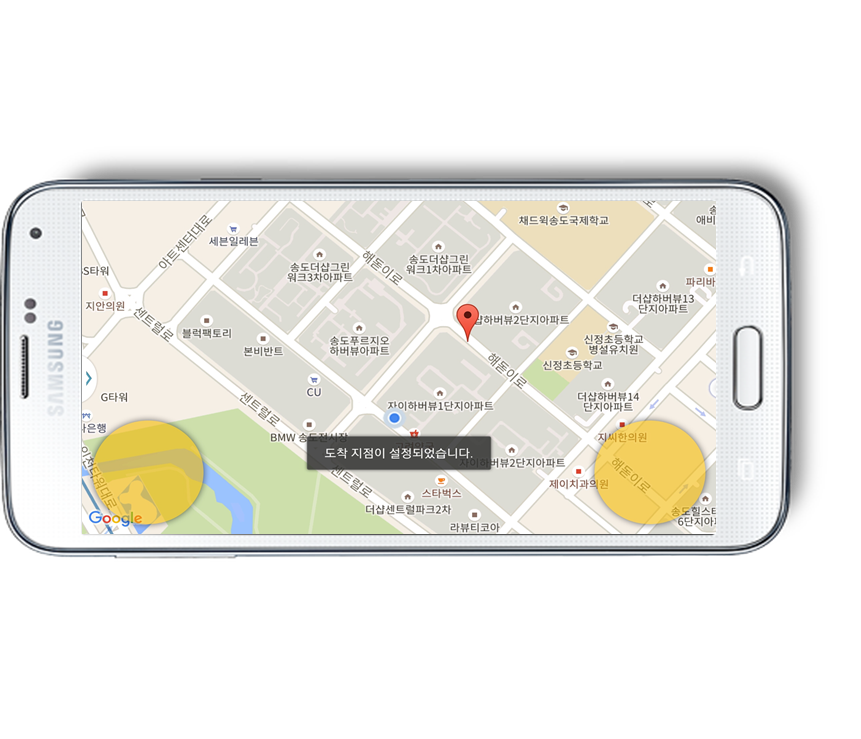 SAMSUNG
채드윅송도국제학교
아트센터대로
세븐일레븐
해돋이로
송도더샵그린
워크3차아파트
송도더샵그린
워크1차아파트
S타워
지안의원
센트럴로
블럭팩토리
본비반트
송도푸르지오
하버뷰아파트
샵하버뷰2단지아파트
더샵하버뷰13
단지아파트
파리바
신정초등학교
병설유치원
신정초등학교
해돋이로
G타워
CU
자이하버뷰1단지아파트
더샵하버뷰14
단지아파트
센트럴로
BMW 송도전시장
지씨한의원
도착 지점이 설정되었습니다.
자이하버뷰2단지아파트
해돋이로
제이치과의원
인천타워대로
센트럴로
스타벅스
더샵센트럴파크2차
라뷰티코아
송도힐스
6단지아
Google